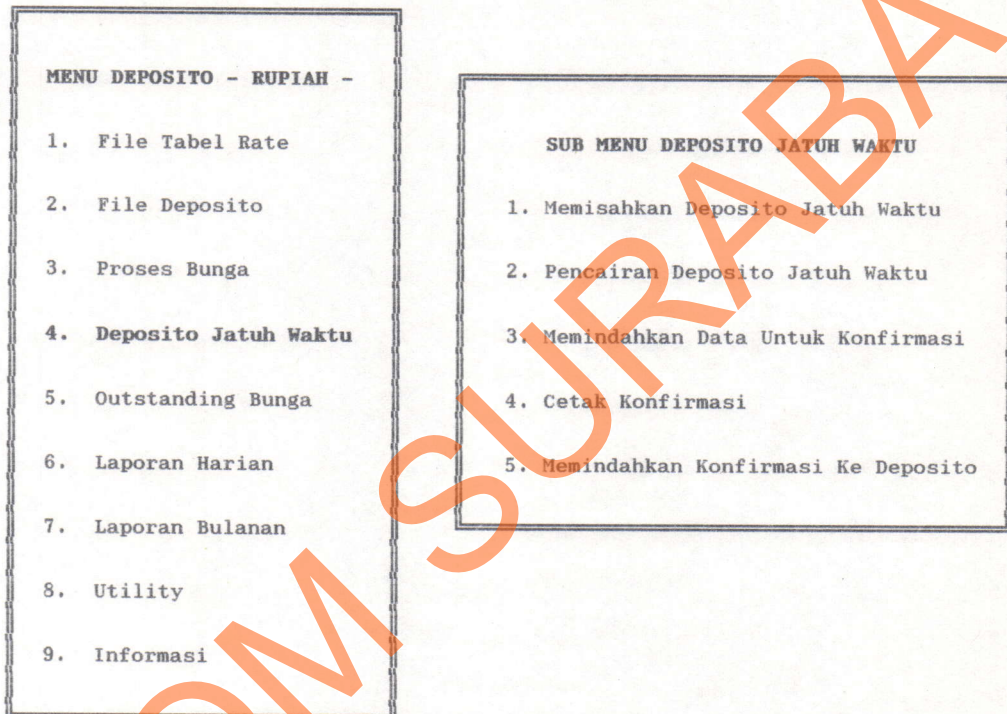 MENU DEPOSITO - RUPIAH -
1. File Tabel Rate
2. File Deposito
3. Proses Bunga
4. Deposito Jatuh Waktu
5. Outstanding Bunga
6. Laporan Harian
7. Laporan Bulanan
8. Utility
9. Informasi
SUB MENU DEPOSITO JATUH WAKTU
1. Memisahkan Deposito Jatuh Waktu
2. Pencairan Deposito Jatuh Waktu
3. Memindahkan Data Untuk Konfirmasi
4. Cetak Konfirmasi
5. Memindahkan Konfirmasi Ke Deposito
OM SURABA